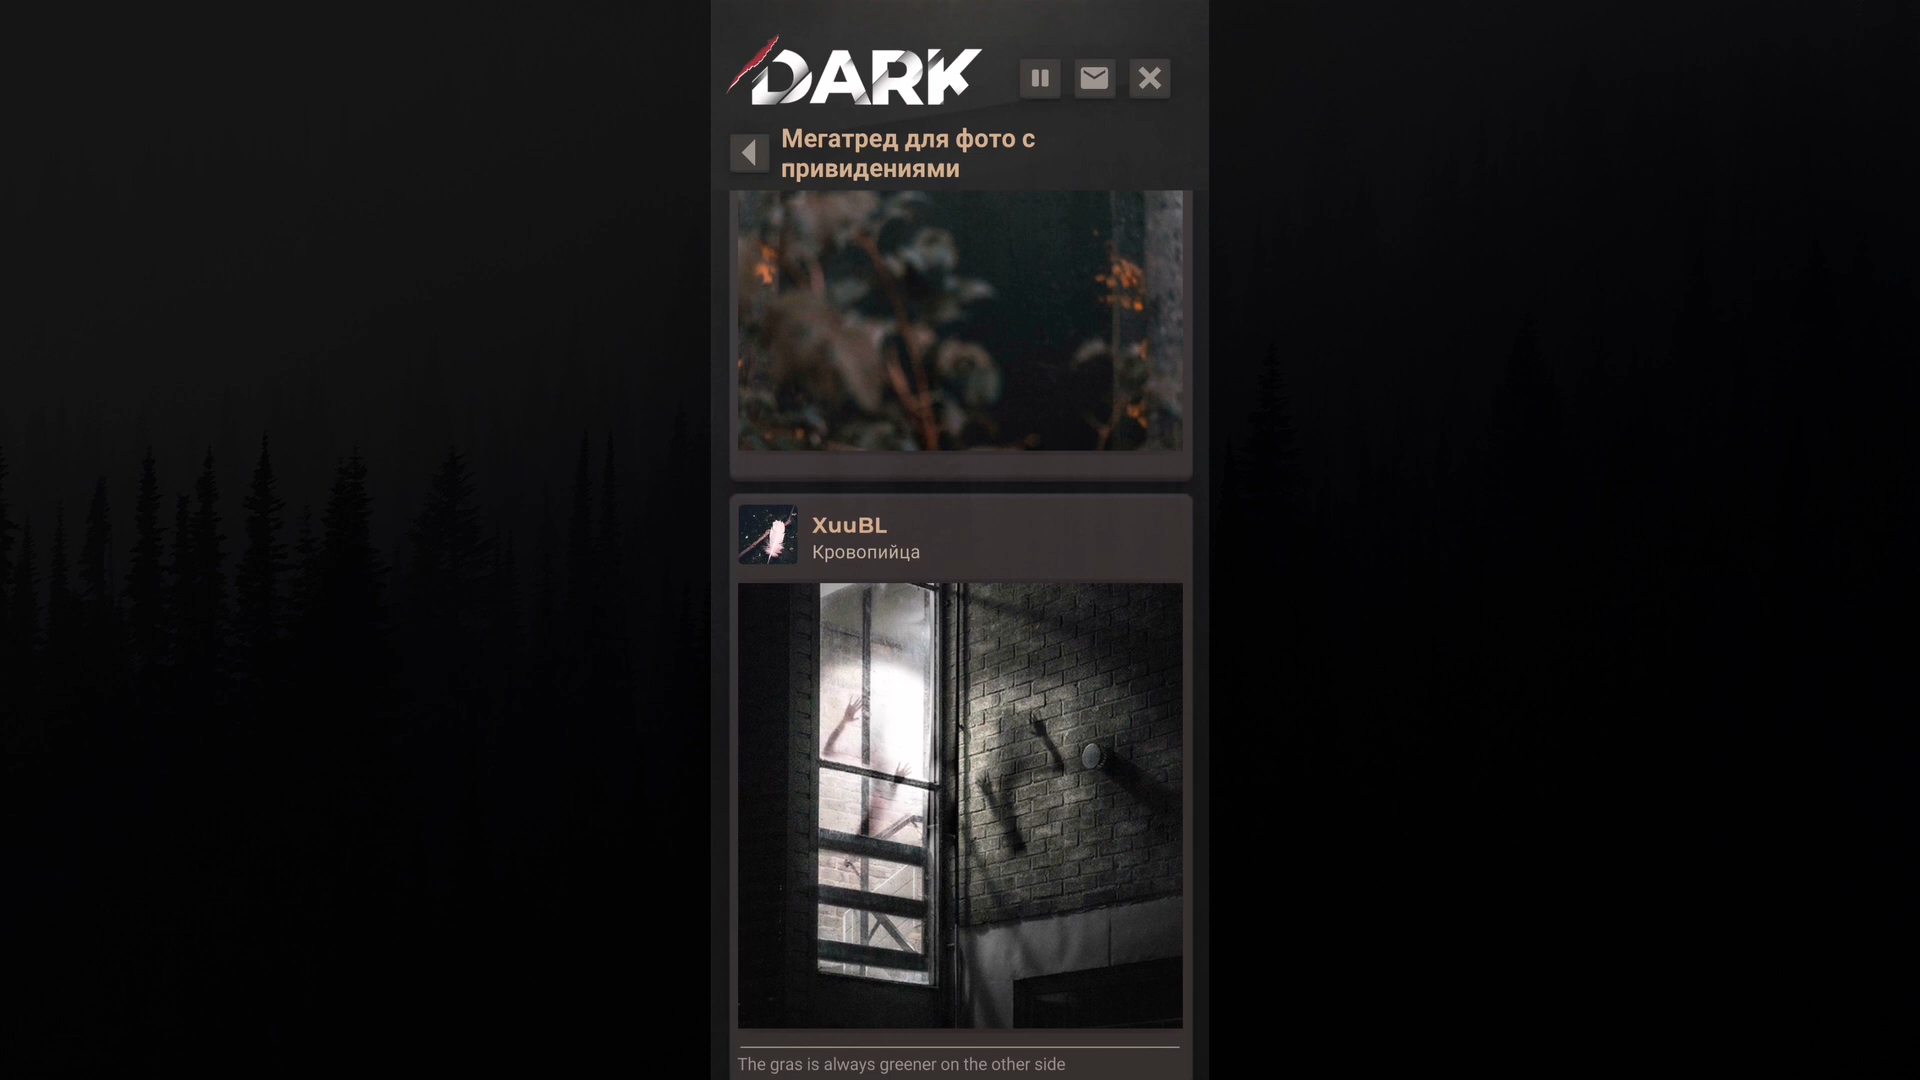 DARK
Мегатред для фото с
привидениями
XuuBL
Кровопийца
The gras is always greener on the other side